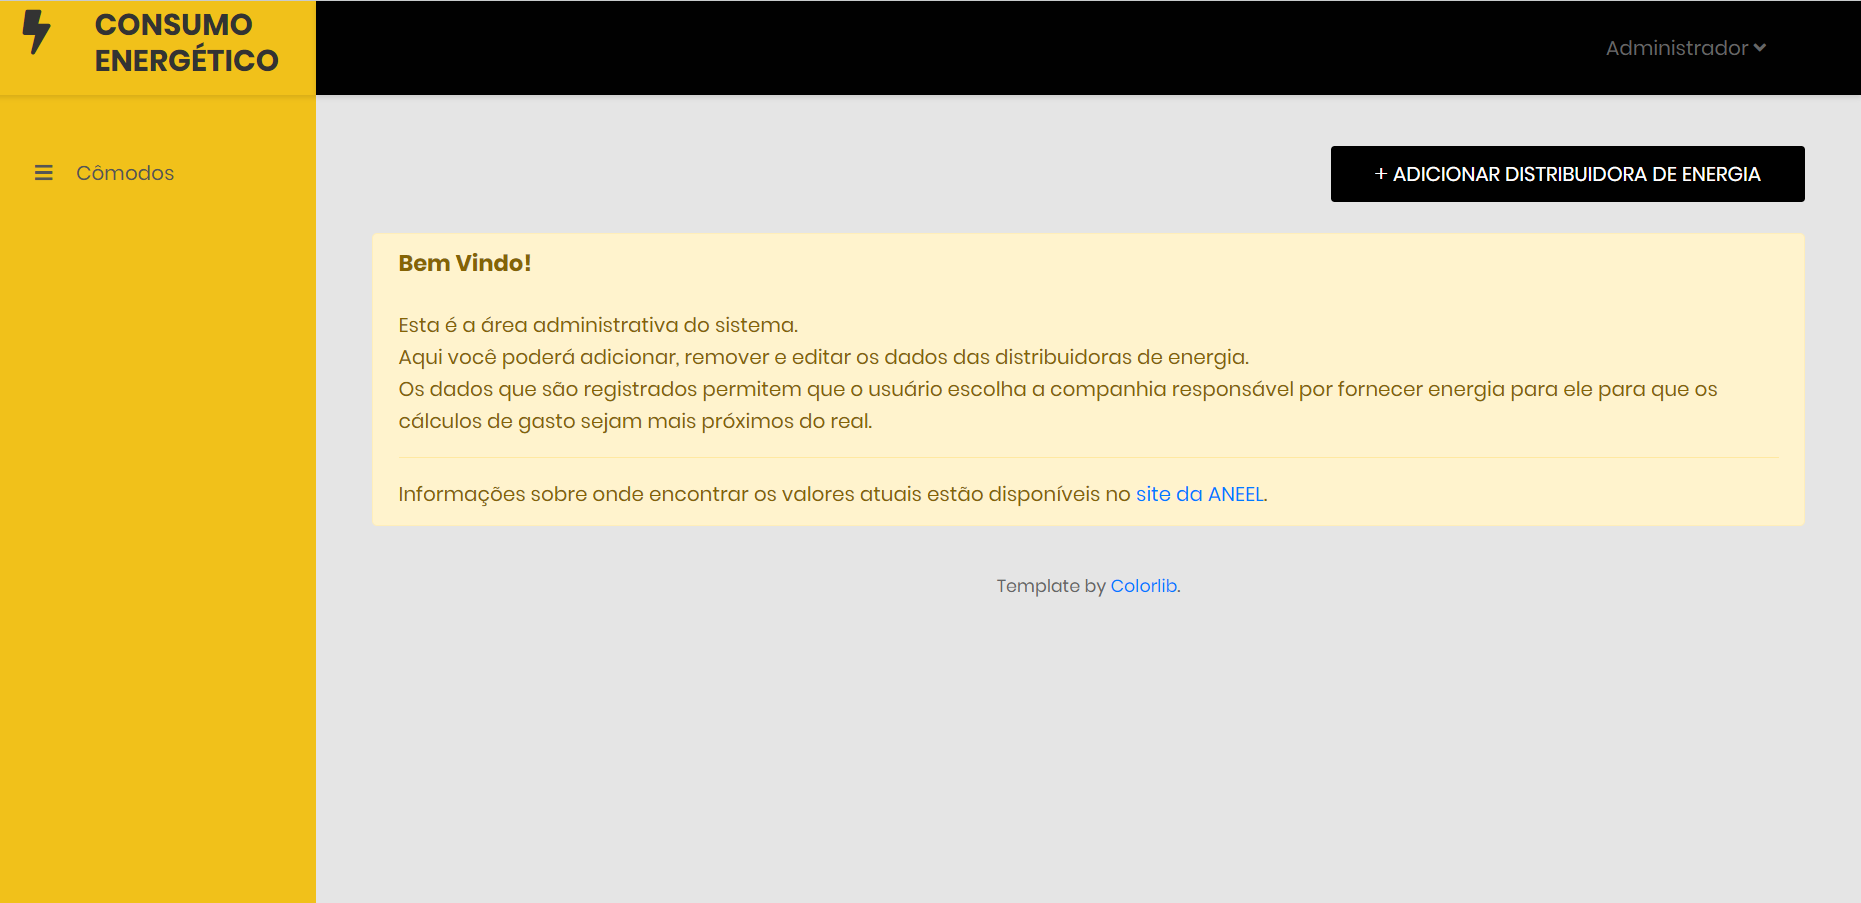 CONSUMO
ENERGÉTICO
Administrador
Cômodos
+ ADICIONAR DISTRIBUIDORA DE ENERGIA
Bem Vindo!
Esta é a área administrativa do sistema.
Aqui você poderá adicionar, remover e editar os dados das distribuidoras de energia.
Os dados que são registrados permitem que o usuário escolha a companhia responsável por fornecer energia para ele para que os
cálculos de gasto sejam mais próximos do real.
Informações sobre onde encontrar os valores atuais estão disponíveis no site da ANEEL.
Template by Colorlib.